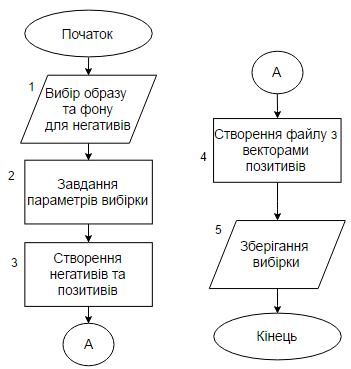 Початок
1
Вибір образу
та фону
для негативів
2
Завдання
параметрів вибірки
3
Створення
негативів та
позитивів
А
А
4
Створення файлу з
векторами
позитивів
5
Зберігання
вибірки
Кінець